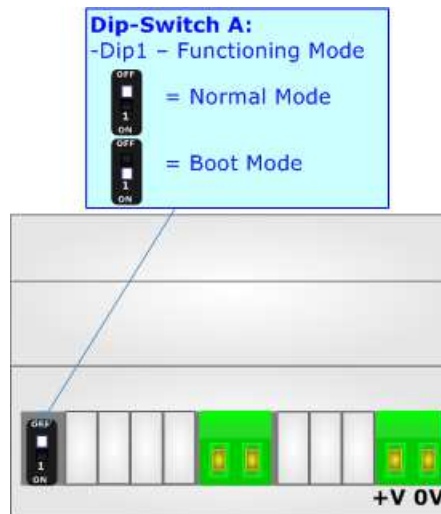 Dip-Switch A:
-Dip1 – Functioning Mode
OFF
1
ON
= Normal Mode
OFF
1
ON
= Boot Mode
OFF
1
ON
+V 0V